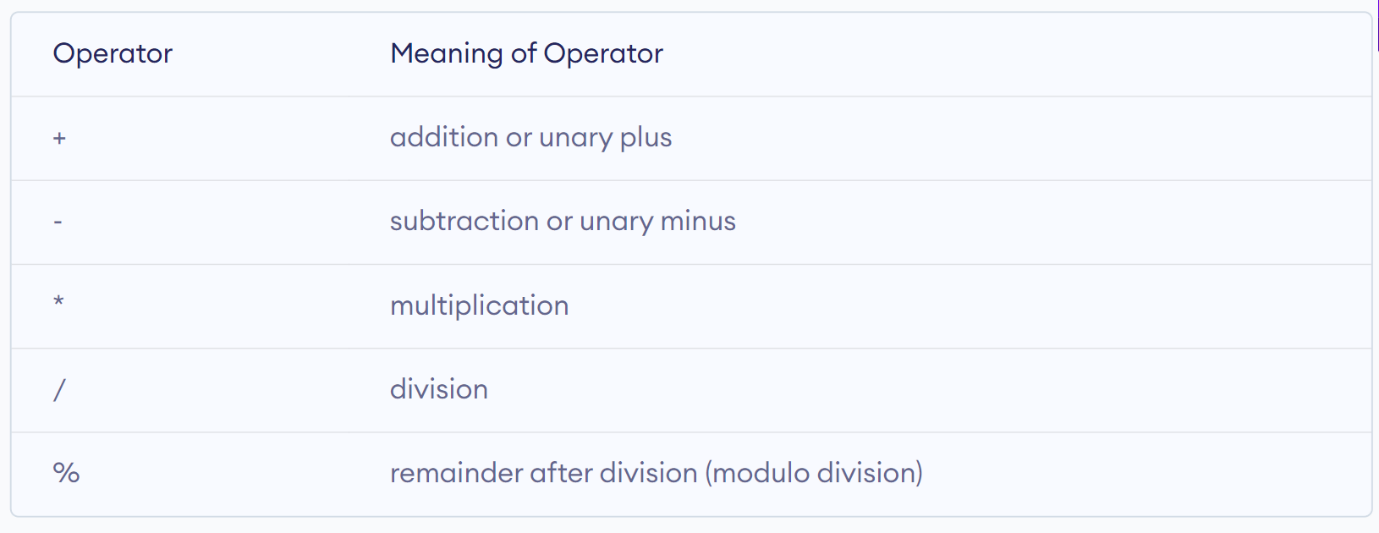 Operator Meaning of Operator
+ addition or unary plus
- subtraction or unary minus
* multiplication
/ division
% remainder after division (modulo division)